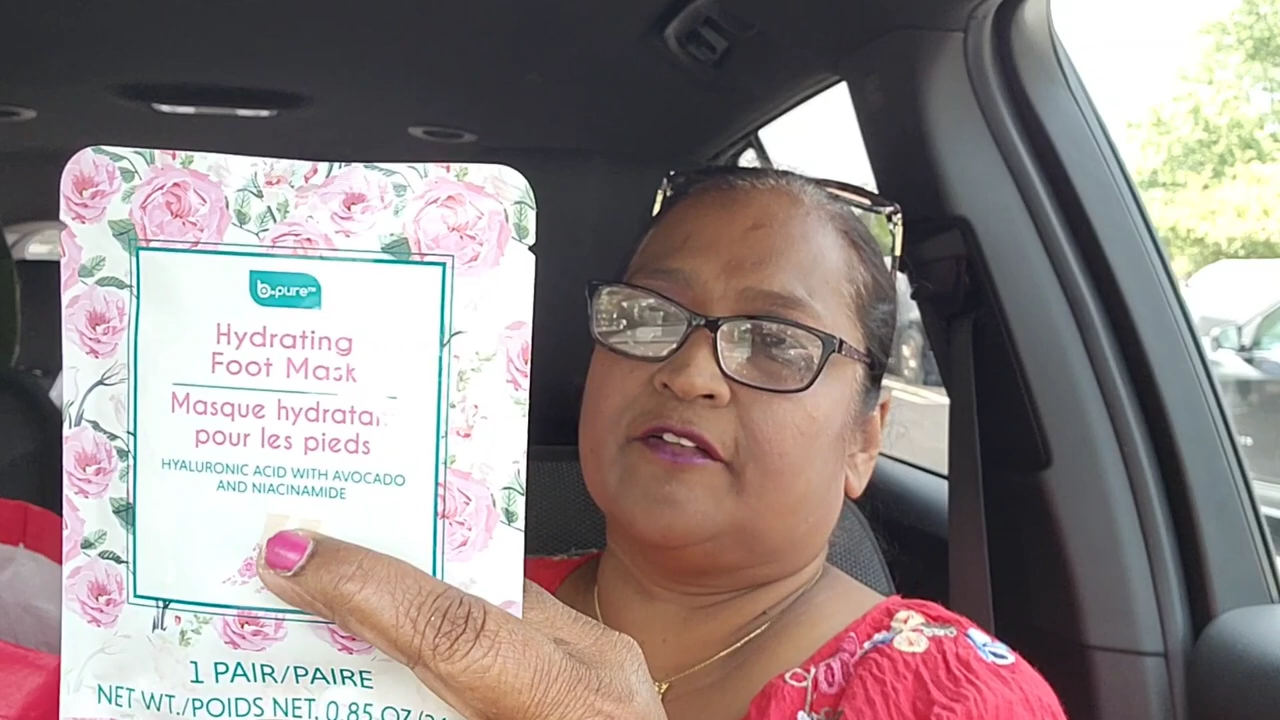 b-pure™
Hydrating
Foot Mask
Masque hydratan
pour les pieds
HYALURONIC ACID WITH AVOCADO
AND NIACINAMIDE
1 PAIR/PAIRE
NET WT./POIDS NET. 0.85 OZ/